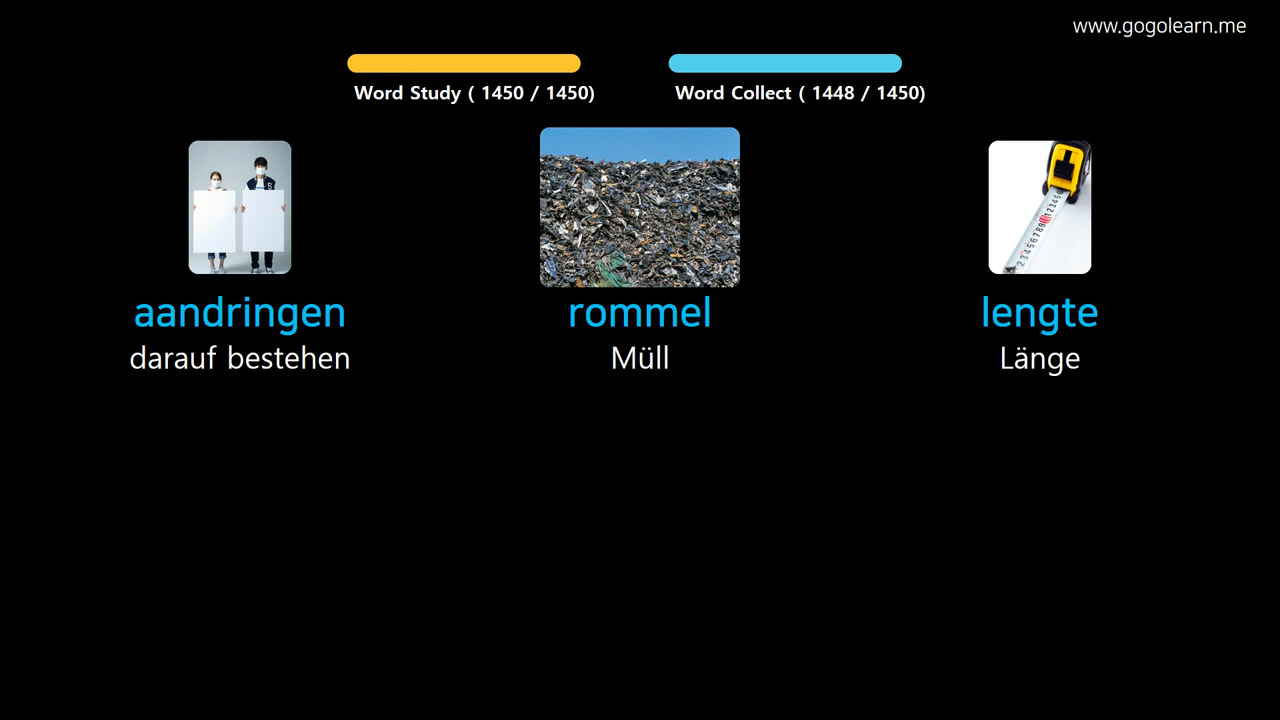 www.gogolearn.me
Word Study ( 1450 / 1450)
Word Collect ( 1448 / 1450)
aandringen
darauf bestehen
rommel
Müll
lengte
Länge